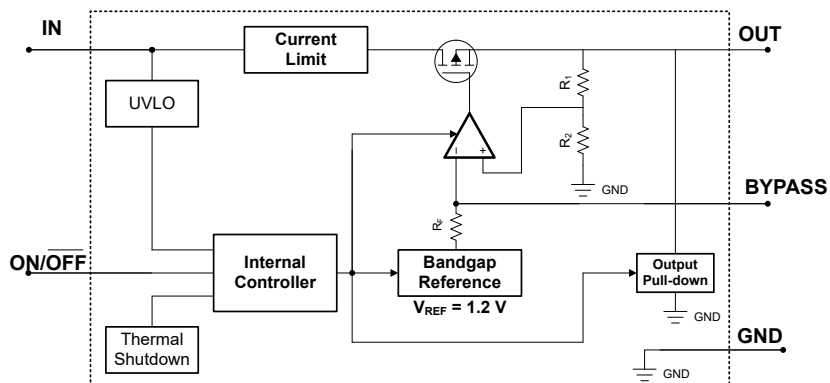 IN
Current
Limit
OUT
UVLO
R1
R2
− +
GND
BYPASS
RF
ON/OFF
Internal
Controller
Bandgap
Reference
VREF = 1.2 V
Output
Pull-down
GND
Thermal
Shutdown
GND
GND